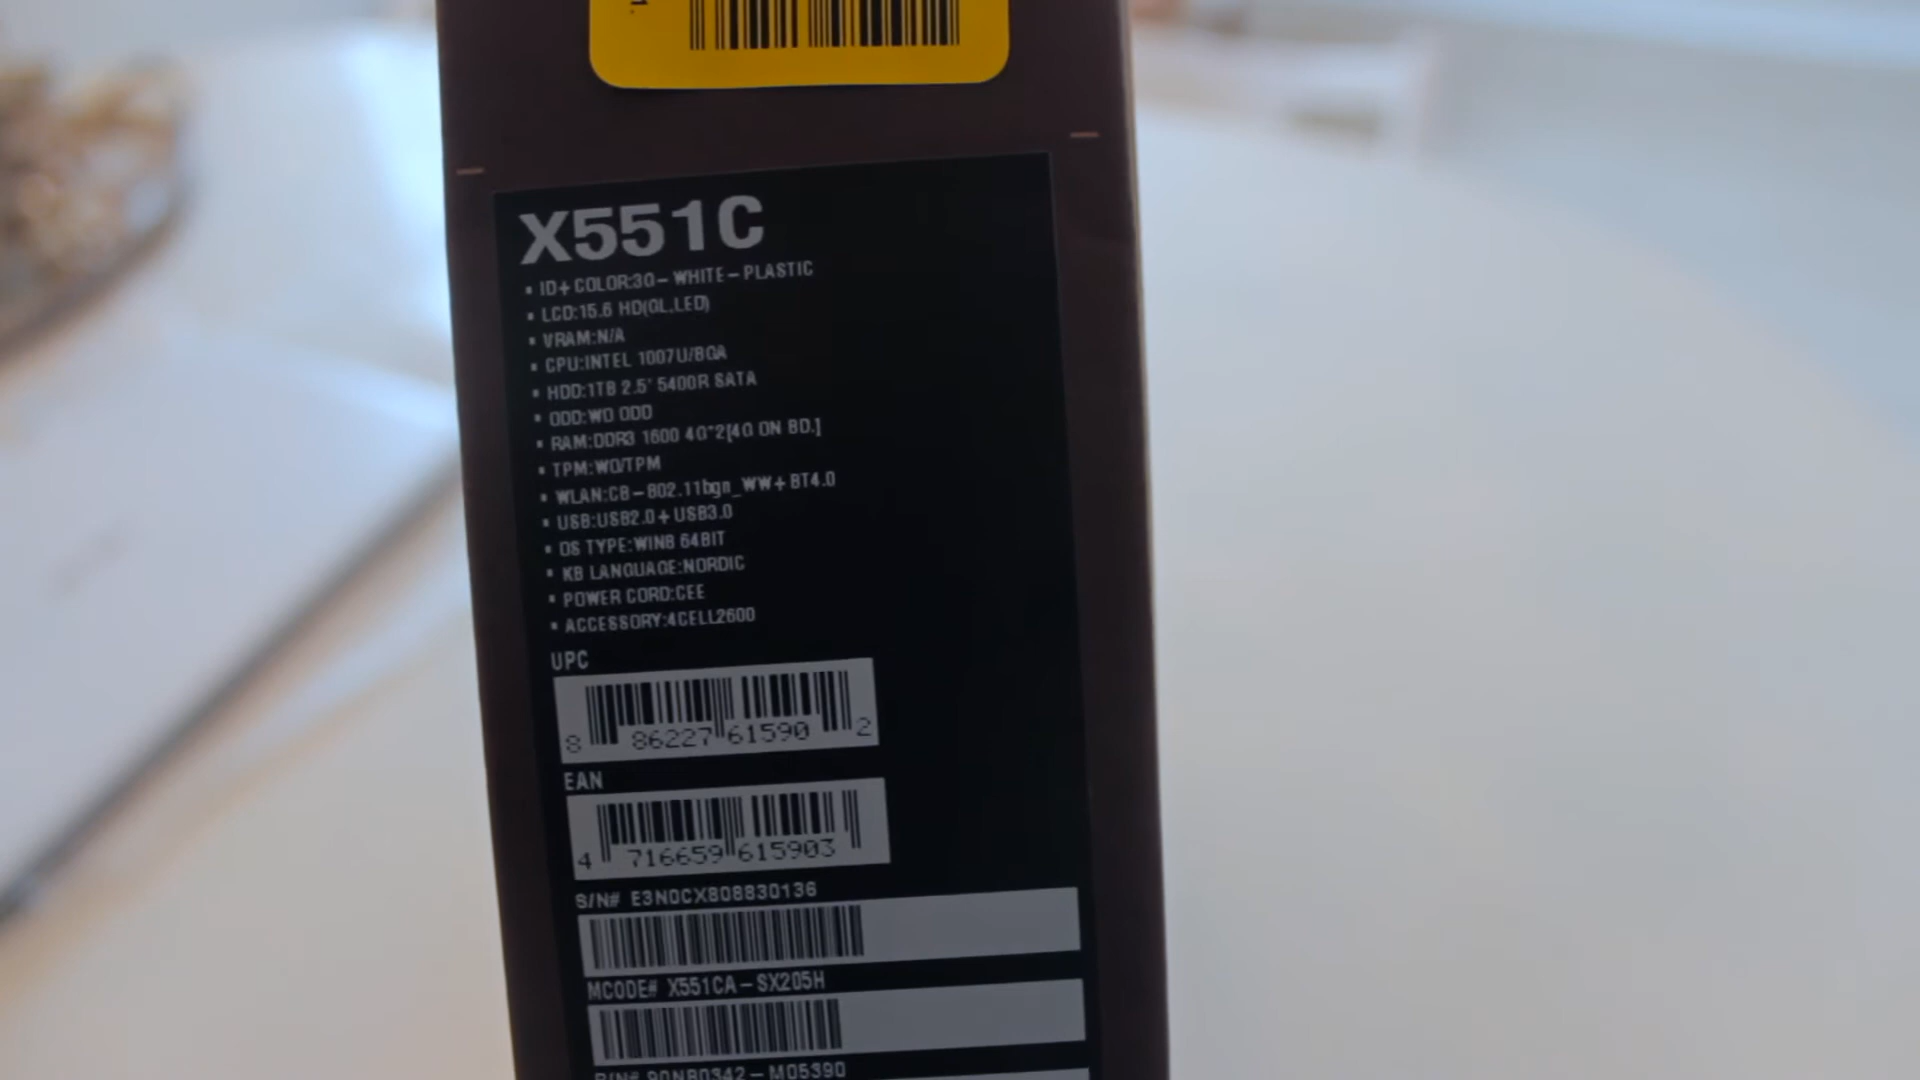 X551C
• ID+COLOR:3G-WHITE-PLASTIC
• LCD:15.6 HD(GL,LED)
• VRAM:N/A
• CPU:INTEL 1007U/BGA
• HDD:1TB 2.5' 5400R SATA
• ODD:WO ODD
• RAM:DDR3 1600 4G*2[4G ON BD.]
• TPM:WO/TPM
• WLAN:CB-802.11bgn_WW+BT4.0
• USB:USB2.0+USB3.0
• OS TYPE:WIN8 64BIT
• KB LANGUAGE:NORDIC
• POWER CORD:CEE
• ACCESSORY:4CELL2600
UPC
8 86227 61590 2
EAN
4 716659 615903
S/N# E3N0CX808830136
MCODE# X551CA-SX205H
P/N# 90NB0342-M05390